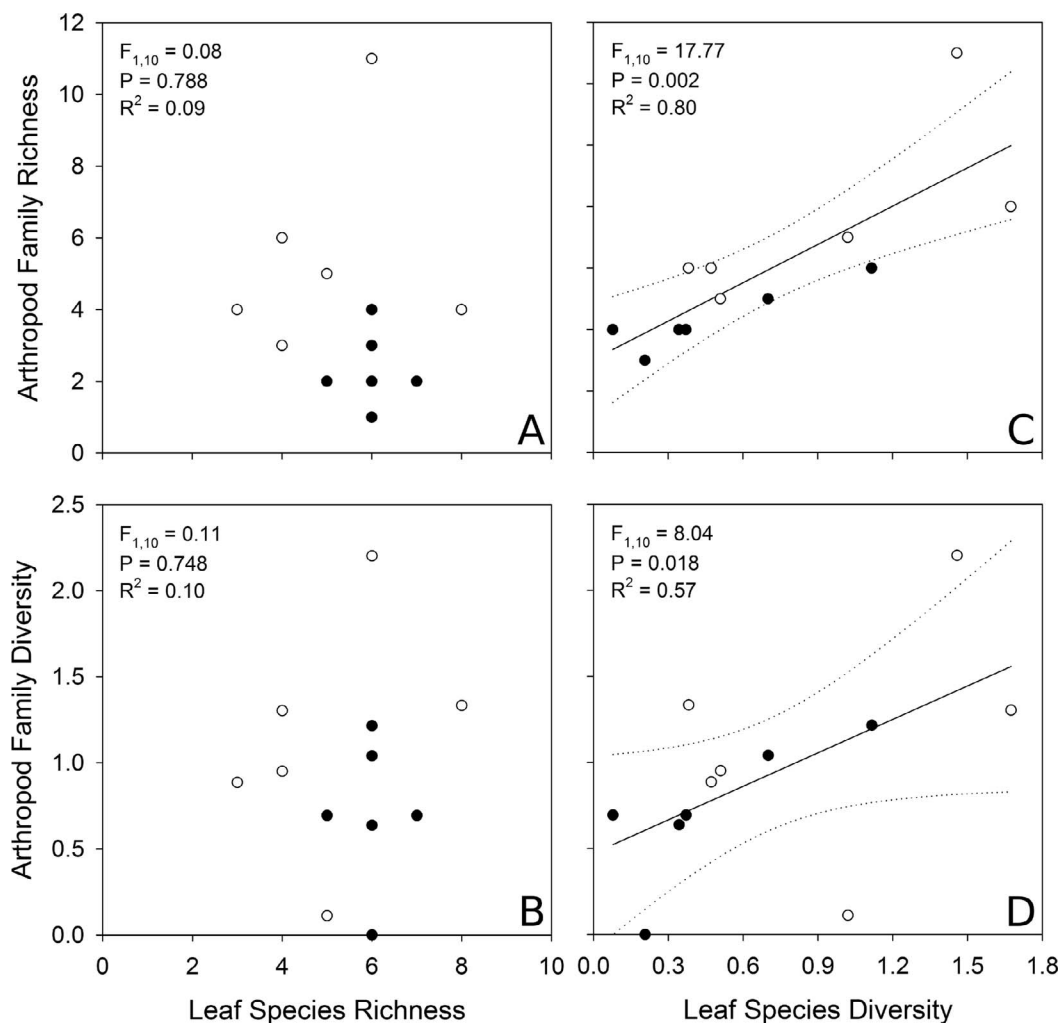 12
10
8
6
4
2
0
Arthropod Family Richness
F1,10 = 0.08
P = 0.788
R2 = 0.09
A
F1,10 = 17.77
P = 0.002
R2 = 0.80
C
2.5
2.0
1.5
1.0
0.5
0.0
Arthropod Family Diversity
F1,10 = 0.11
P = 0.748
R2 = 0.10
B
F1,10 = 8.04
P = 0.018
R2 = 0.57
D
0 2 4 6 8 10
0.0 0.3 0.6 0.9 1.2 1.5 1.8
Leaf Species Richness
Leaf Species Diversity